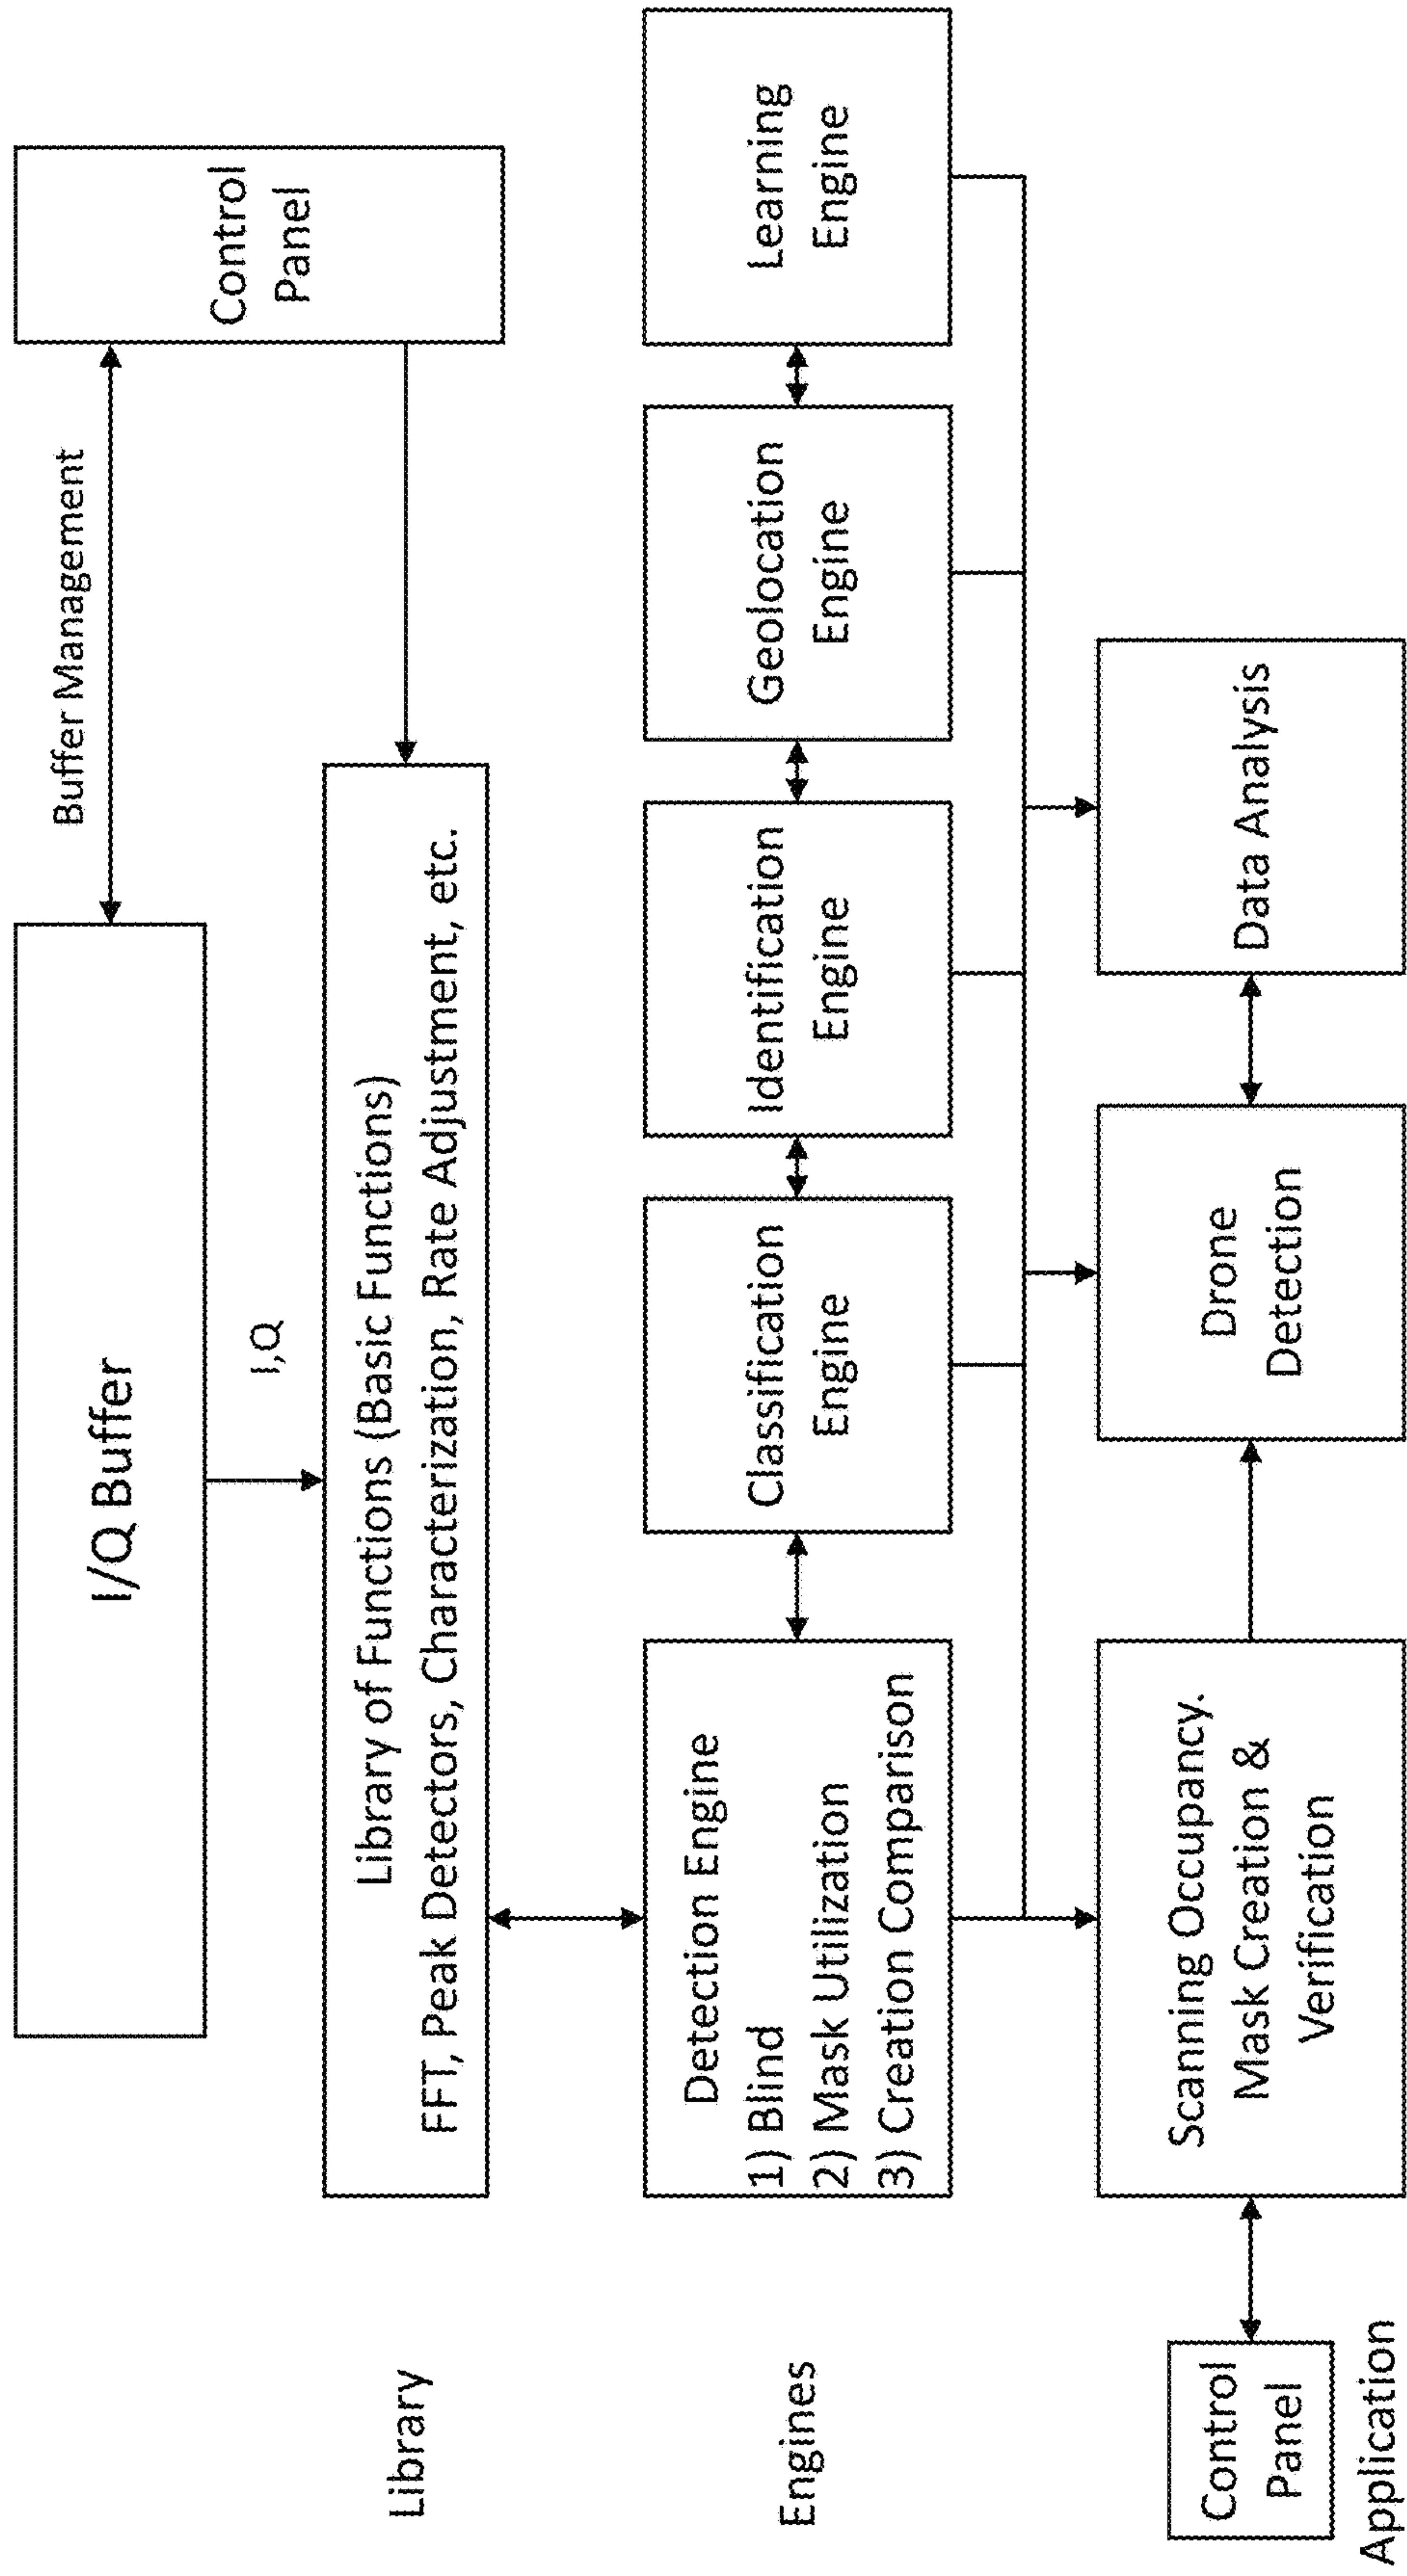 I/Q Buffer
Buffer Management
Control
Panel
I,Q
Library
Library of Functions (Basic Functions)
FFT, Peak Detectors, Characterization, Rate Adjustment, etc.
Engines
Detection Engine
1) Blind
2) Mask Utilization
3) Creation Comparison
Classification
Engine
Identification
Engine
Geolocation
Engine
Learning
Engine
Control
Panel
Application
Scanning Occupancy.
Mask Creation &
Verification
Drone
Detection
Data Analysis